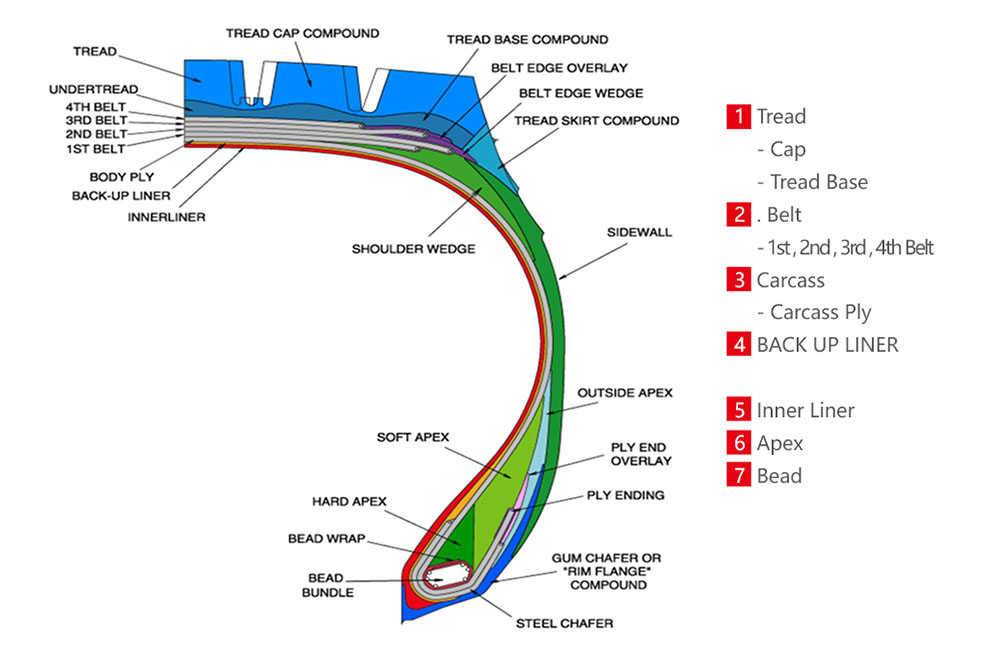 TREAD CAP COMPOUND
TREAD
TREAD BASE COMPOUND
BELT EDGE OVERLAY
UNDERTREAD
BELT EDGE WEDGE
4TH BELT
3RD BELT
TREAD SKIRT COMPOUND
2ND BELT
1ST BELT
BODY PLY
BACK-UP LINER
INNERLINER
SHOULDER WEDGE
SIDEWALL
OUTSIDE APEX
SOFT APEX
PLY END
OVERLAY
PLY ENDING
HARD APEX
BEAD WRAP
BEAD
BUNDLE
GUM CHAFER OR
"RIM FLANGE"
COMPOUND
STEEL CHAFER
1 Tread
- Cap
- Tread Base
2 . Belt
- 1st, 2nd, 3rd, 4th Belt
3 Carcass
- Carcass Ply
4 BACK UP LINER
5 Inner Liner
6 Apex
7 Bead